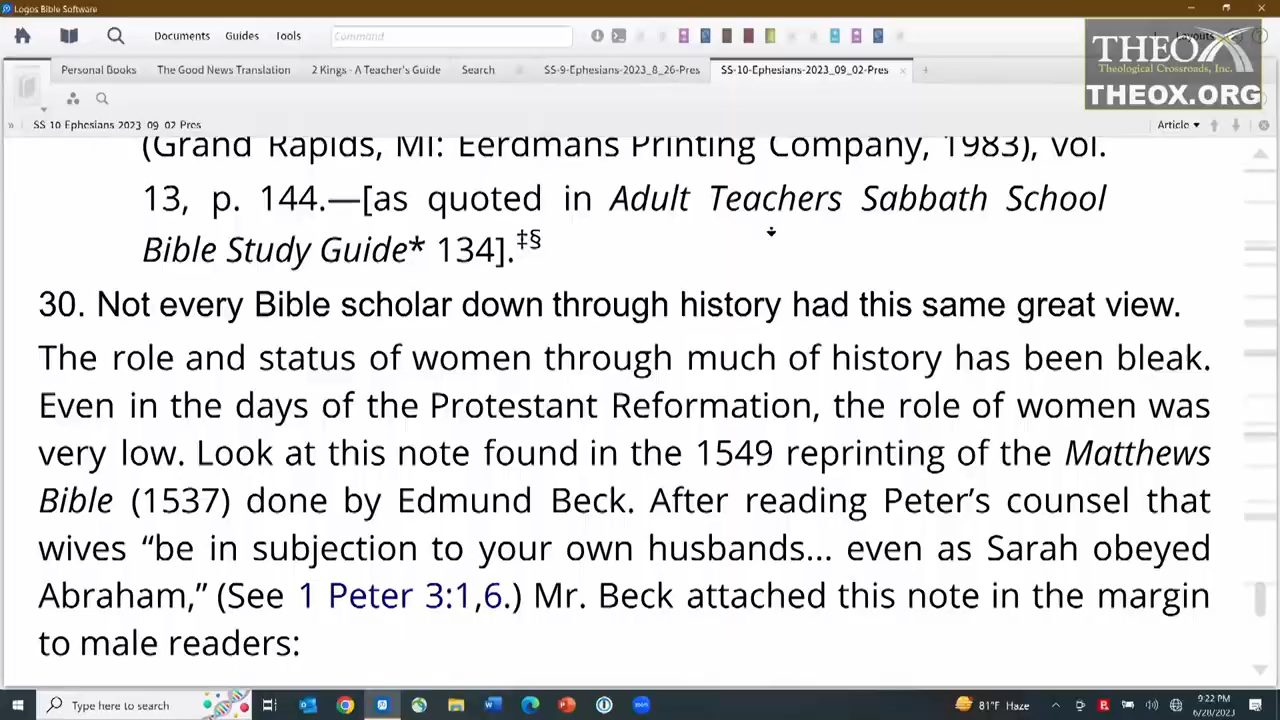 Logos Bible Software
Documents Guides Tools Command Layouts
THEOX
Theological Crossroads, Inc.
THEOX.ORG
Personal Books The Good News Translation 2 Kings - A Teacher's Guide Search SS-9-Ephesians-2023_8_26-Pres SS-10-Ephesians-2023_09_02-Pres
SS-10-Ephesians-2023_09_02-Pres Article
(Grand Rapids, MI: Eerdmans Printing Company, 1983), vol.
13, p. 144.—[as quoted in Adult Teachers Sabbath School
Bible Study Guide* 134].‡§
30. Not every Bible scholar down through history had this same great view.
The role and status of women through much of history has been bleak.
Even in the days of the Protestant Reformation, the role of women was
very low. Look at this note found in the 1549 reprinting of the Matthews
Bible (1537) done by Edmund Beck. After reading Peter's counsel that
wives “be in subjection to your own husbands... even as Sarah obeyed
Abraham,” (See 1 Peter 3:1,6.) Mr. Beck attached this note in the margin
to male readers:
Type here to search 81°F Haze 9:22 PM
6/28/2023